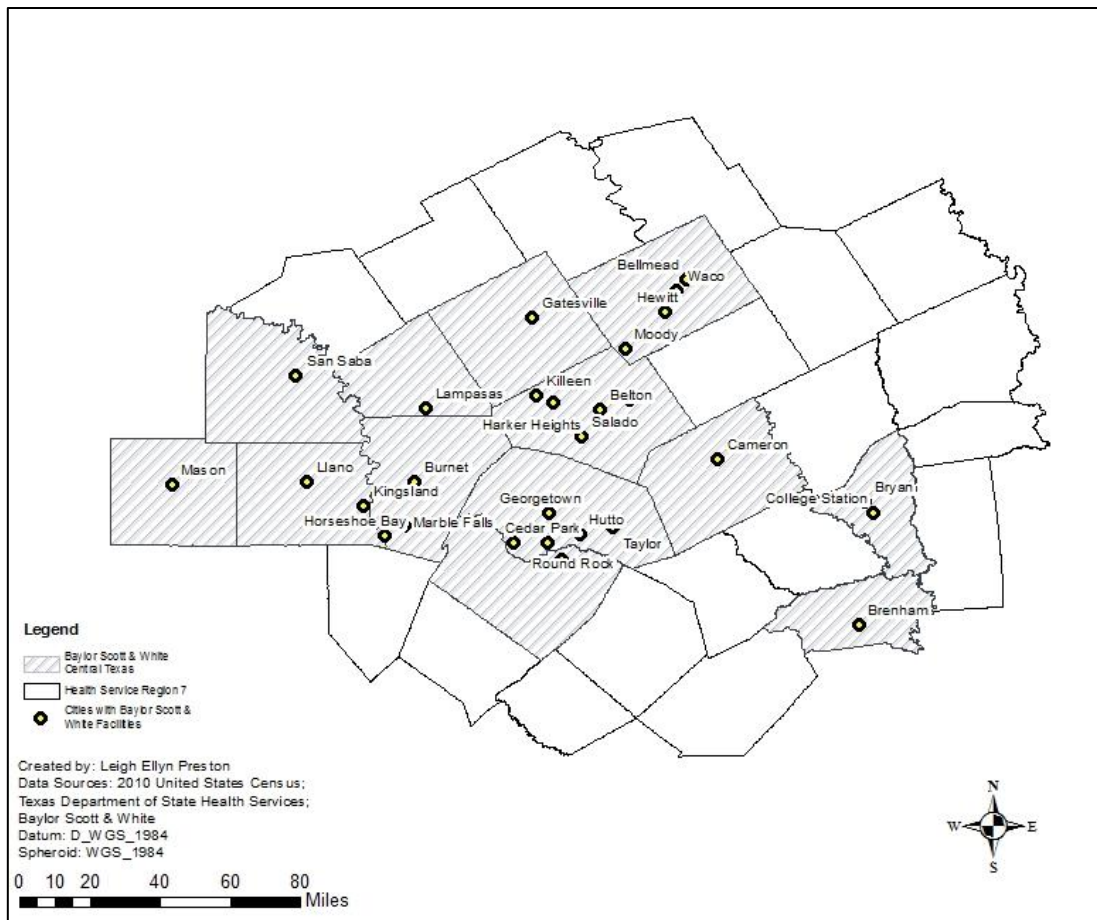 Bellmead
Waco
Gatesville
Hewitt
Moody
San Saba
Killeen
Lampasas
Belton
Harker Heights
Salado
Cameron
Mason
Llano
Burnet
Kingsland
College Station
Bryan
Georgetown
Horseshoe Bay
Marble Falls
Cedar Park
Hutto
Taylor
Round Rock
Brenham
Legend
Baylor Scott & White
Central Texas
Health Service Region 7
Cities with Baylor Scott &
White Facilities
Created by: Leigh Ellyn Preston
Data Sources: 2010 United States Census;
Texas Department of State Health Services;
Baylor Scott & White
Datum: D_WGS_1984
Spheroid: WGS_1984
0 10 20 40 60 80
Miles
N
W E
S